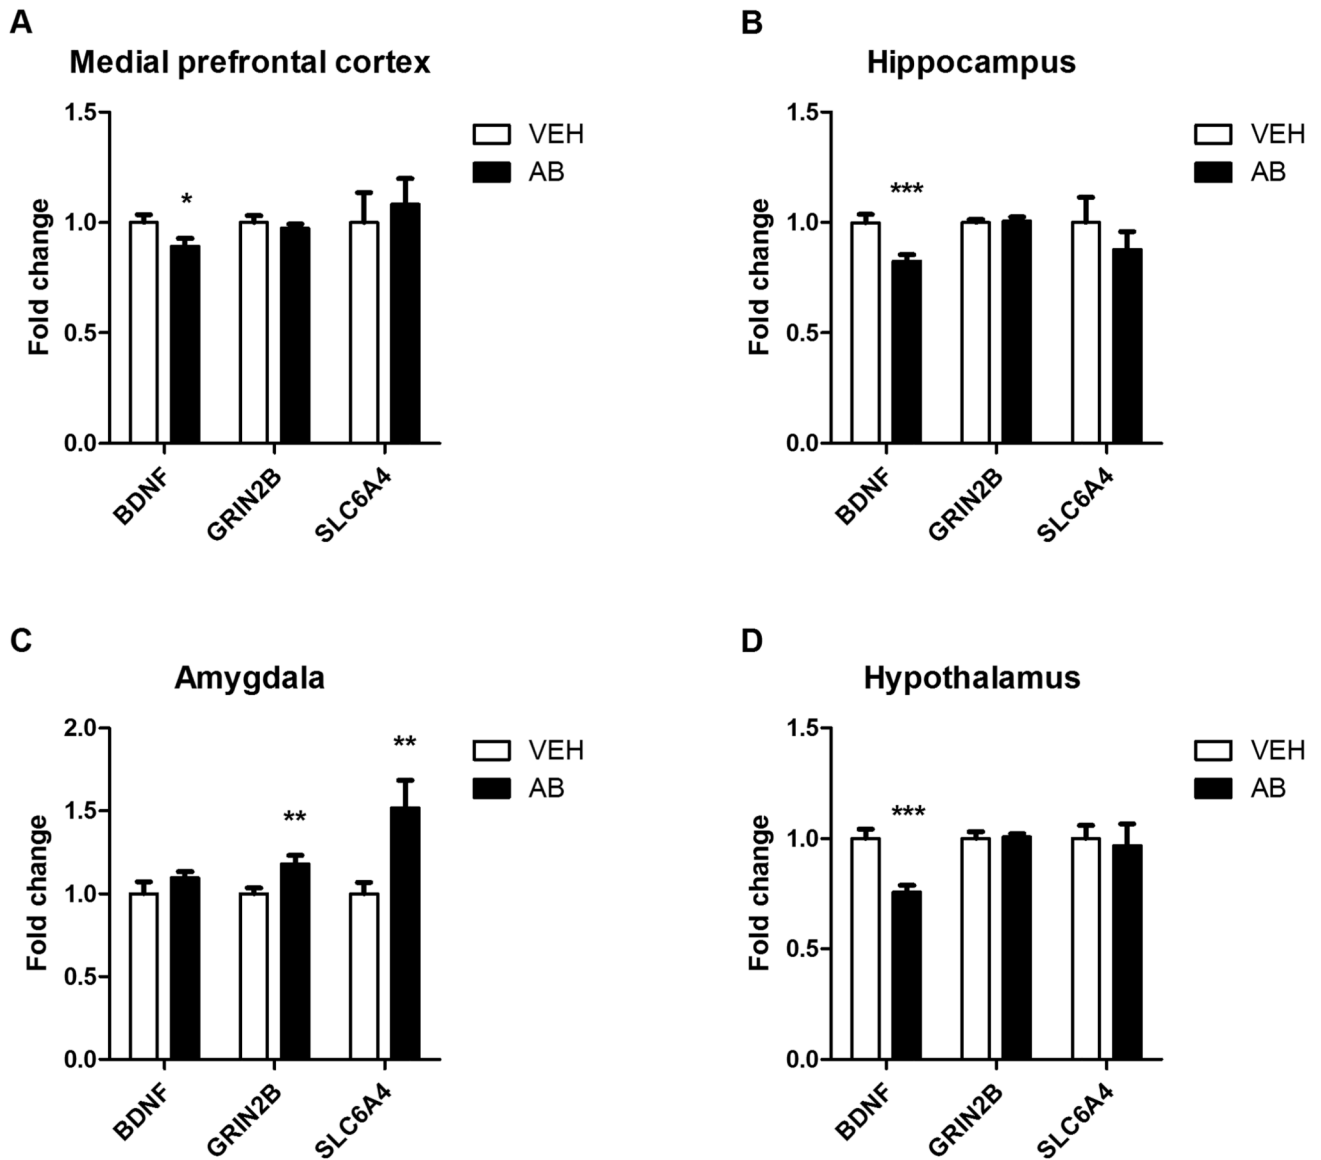 A
Medial prefrontal cortex
1.5
1.0
0.5
0.0
Fold change
*
VEH
AB
BDNF
GRIN2B
SLC6A4
B
Hippocampus
1.5
1.0
0.5
0.0
Fold change
***
VEH
AB
BDNF
GRIN2B
SLC6A4
C
Amygdala
2.0
1.5
1.0
0.5
0.0
Fold change
**
**
VEH
AB
BDNF
GRIN2B
SLC6A4
D
Hypothalamus
1.5
1.0
0.5
0.0
Fold change
***
VEH
AB
BDNF
GRIN2B
SLC6A4